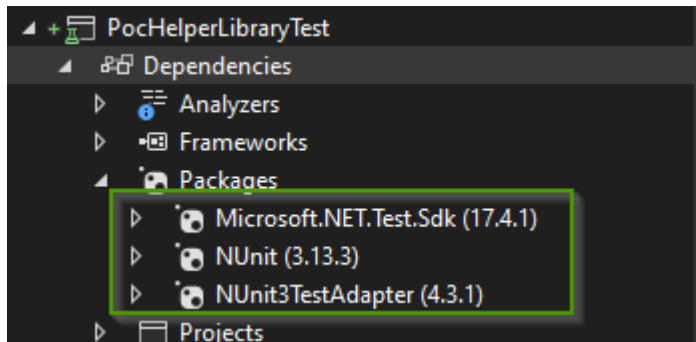 PocHelperLibraryTest
Dependencies
Analyzers
Frameworks
Packages
Microsoft.NET.Test.Sdk (17.4.1)
NUnit (3.13.3)
NUnit3TestAdapter (4.3.1)
Projects